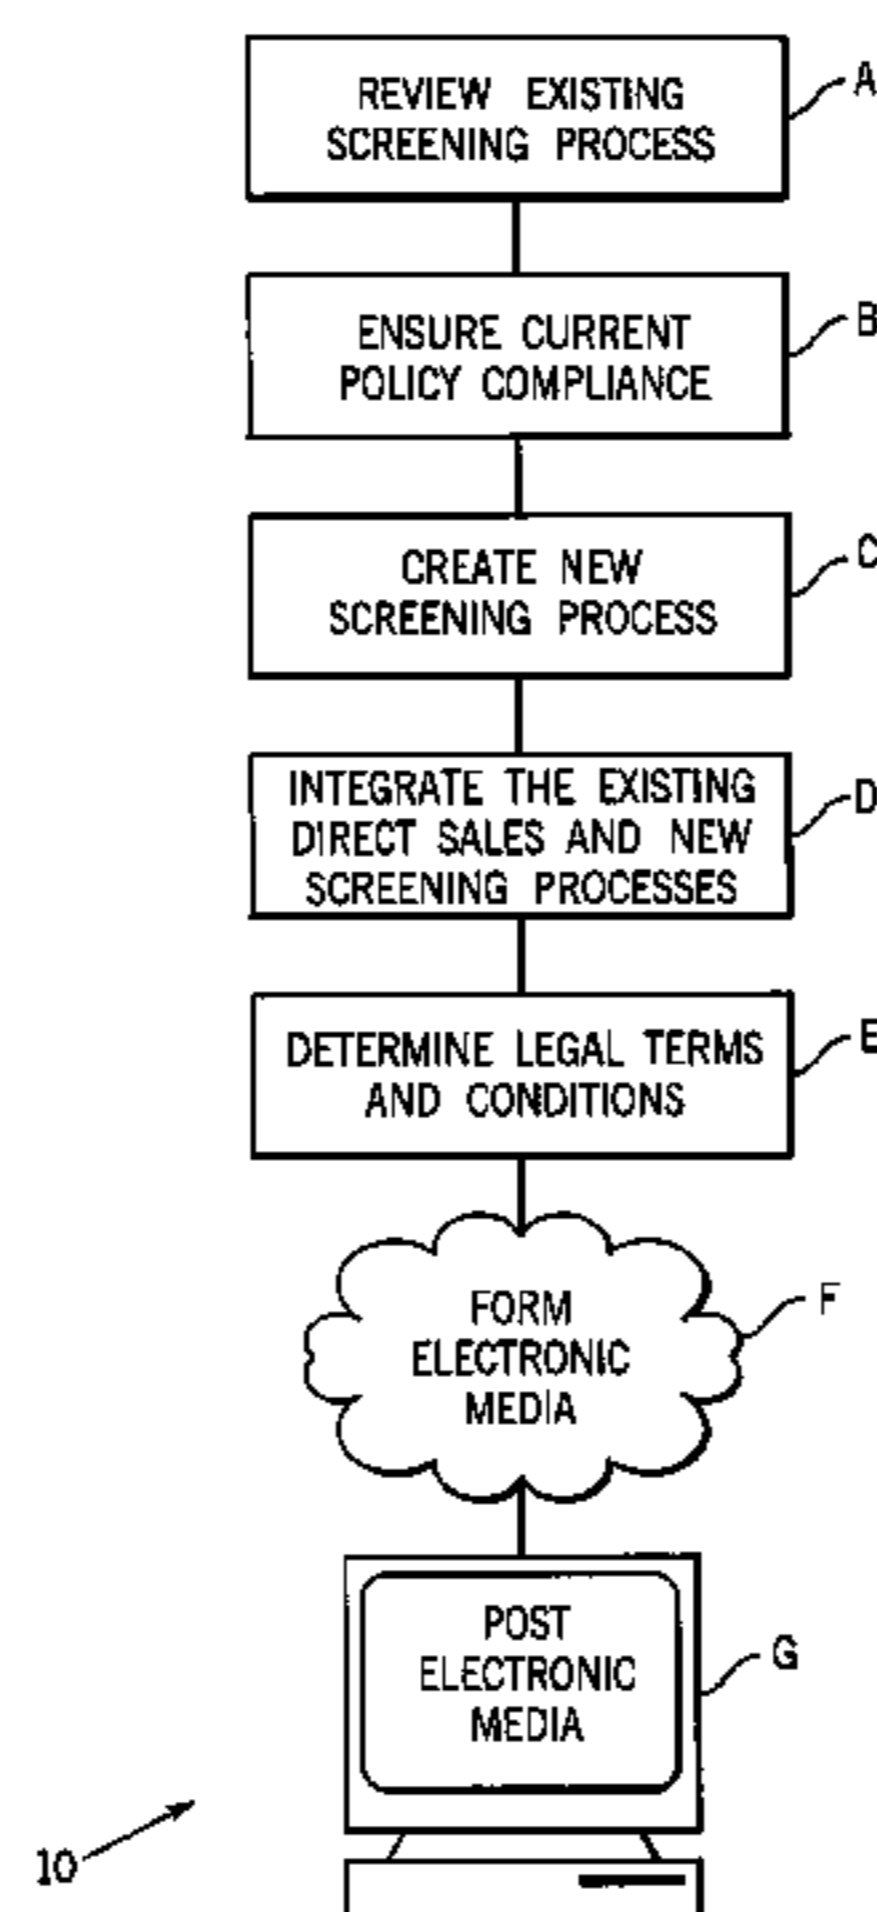 REVIEW EXISTING
SCREENING PROCESS
A
ENSURE CURRENT
POLICY COMPLIANCE
B
CREATE NEW
SCREENING PROCESS
C
INTEGRATE THE EXISTING
DIRECT SALES AND NEW
SCREENING PROCESSES
D
DETERMINE LEGAL TERMS
AND CONDITIONS
E
FORM
ELECTRONIC
MEDIA
F
POST
ELECTRONIC
MEDIA
G
10